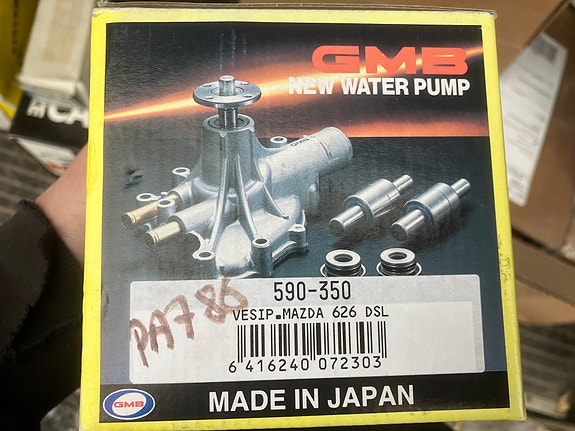 GMB
NEW WATER PUMP
590-350
VESIP.MAZDA 626 DSL
PA786
6 416240 072303
GMB
MADE IN JAPAN